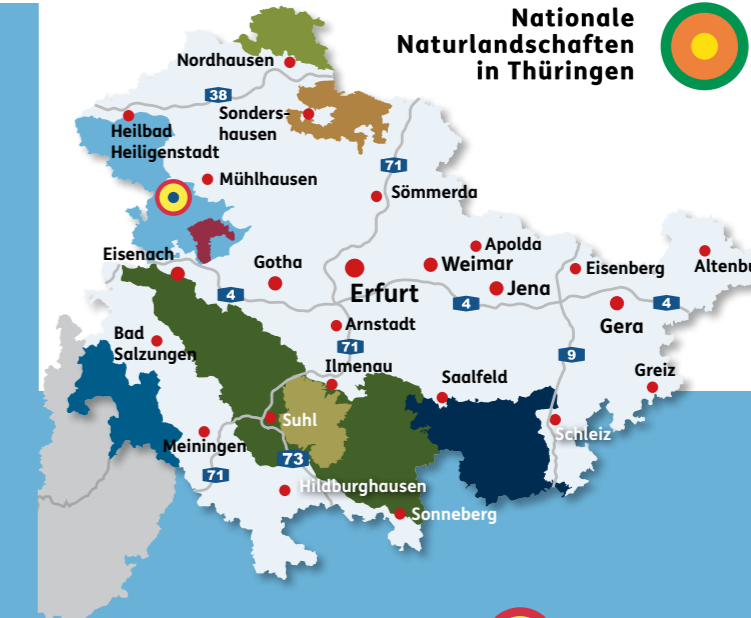 Nationale
Naturlandschaften
in Thüringen
Nordhausen
38
Sonders-
hausen
Heilbad
Heiligenstadt
71
Mühlhausen
Sömmerda
Apolda
Eisenach
Gotha
Weimar
Eisenberg
Altenbu
Erfurt
Jena
4
4
4
Gera
Arnstadt
Bad
Salzungen
71
9
Ilmenau
Saalfeld
Greiz
Suhl
Schleiz
Meiningen
73
71
Hildburghausen
Sonneberg